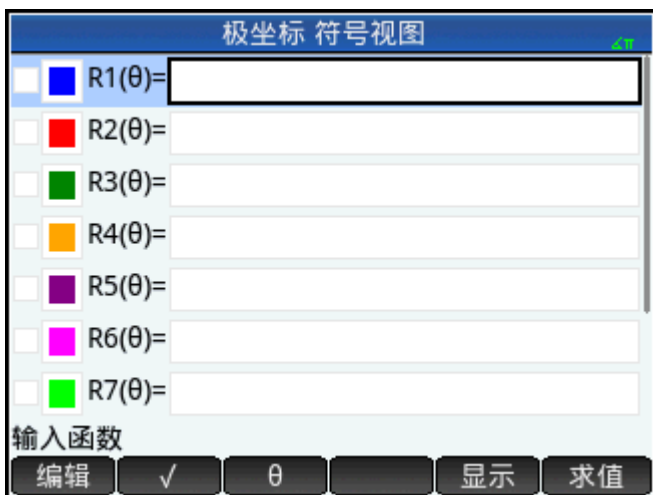 极坐标 符号视图
∡π
R1(θ)=
R2(θ)=
R3(θ)=
R4(θ)=
R5(θ)=
R6(θ)=
R7(θ)=
输入函数
编辑 √ θ 显示 求值